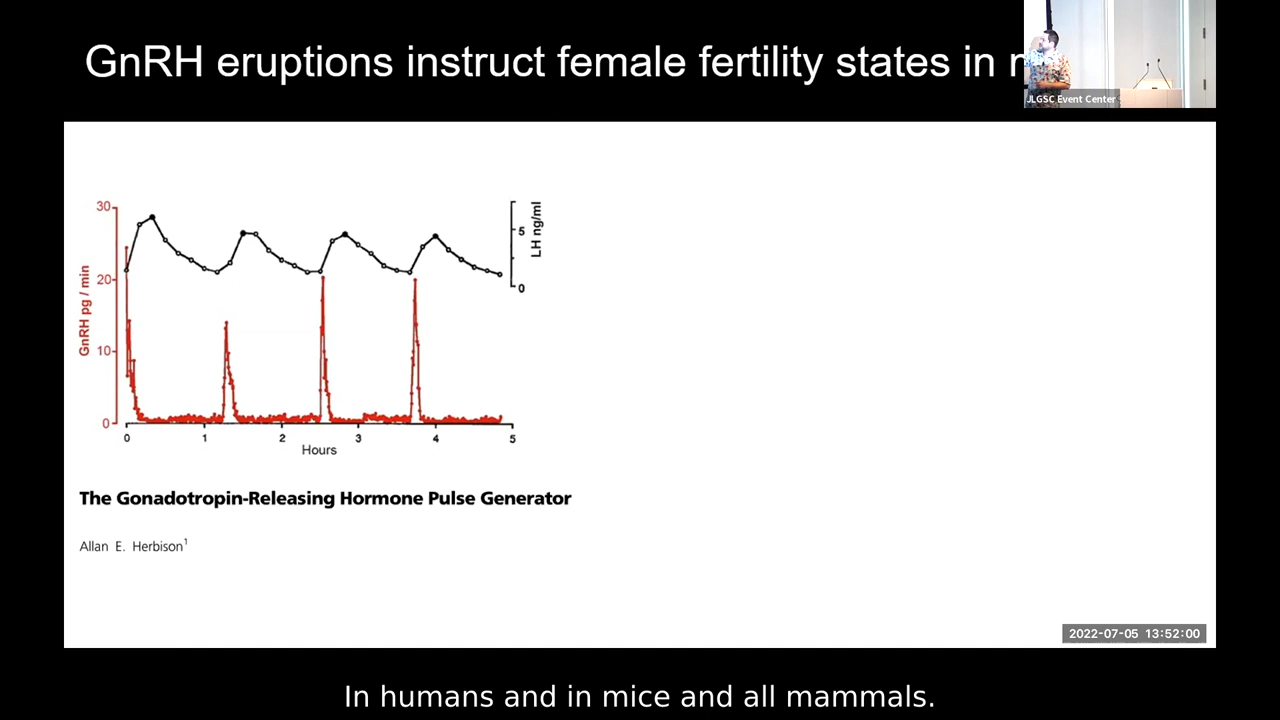 GnRH eruptions instruct female fertility states in
JLGSC Event Center
30
20
10
0
GnRH pg / min
5
0
LH ng/ml
0 1 2 3 4 5
Hours
The Gonadotropin-Releasing Hormone Pulse Generator
Allan E. Herbison1
2022-07-05 13:52:00
In humans and in mice and all mammals.